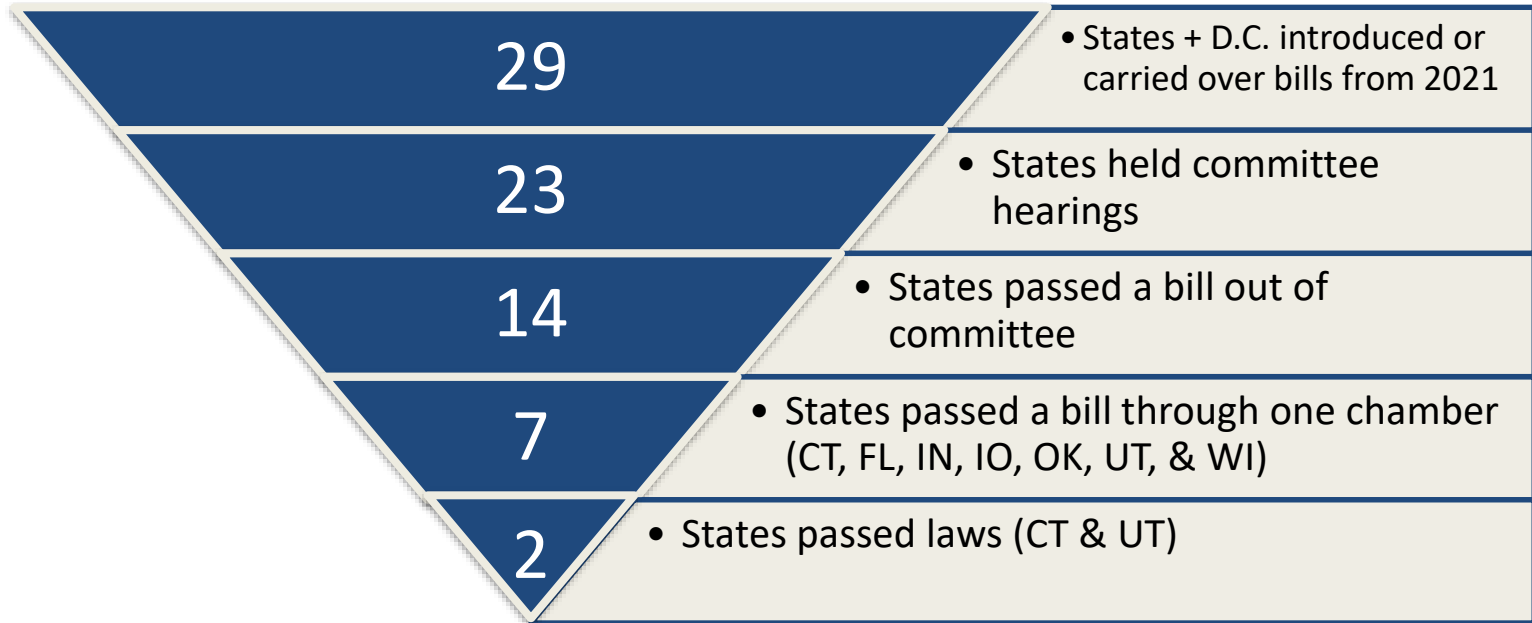 29
• States + D.C. introduced or
carried over bills from 2021
23
• States held committee
hearings
14
• States passed a bill out of
committee
7
• States passed a bill through one chamber
(CT, FL, IN, IO, OK, UT, & WI)
2
• States passed laws (CT & UT)